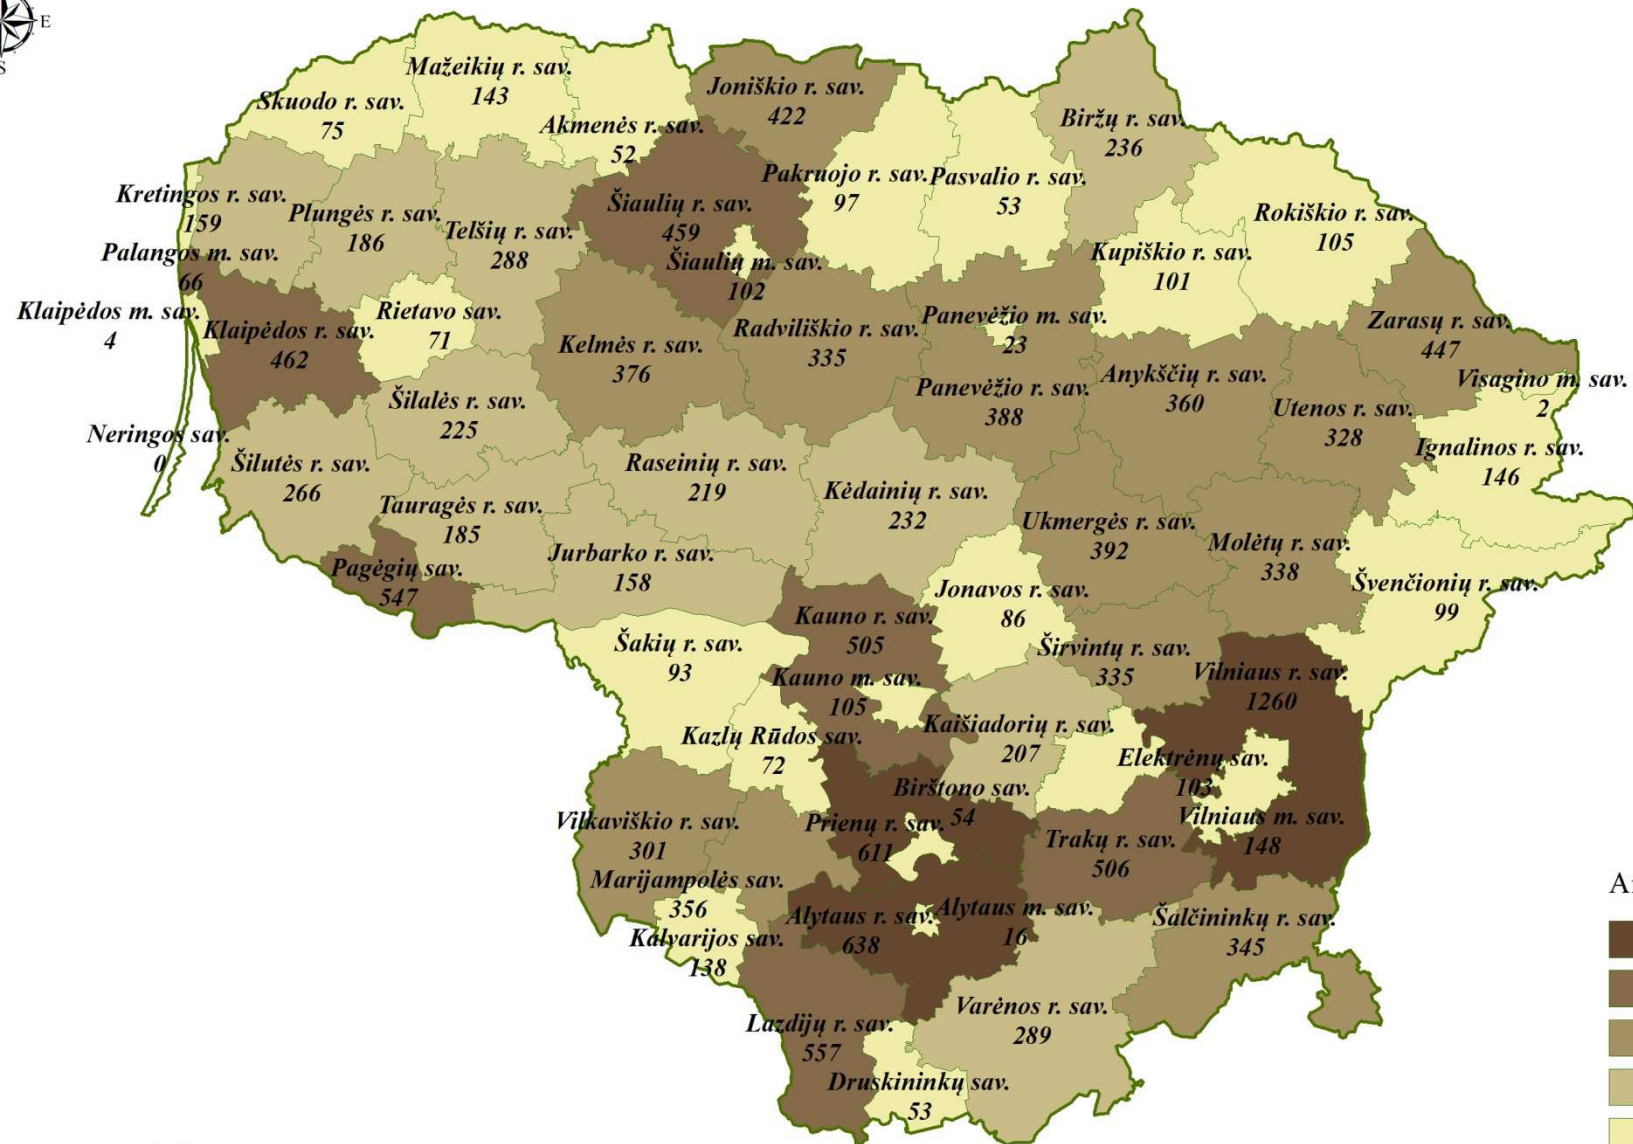 E
S
Mažeikių r. sav.
143
Skuodo r. sav.
75
Akmenės r. sav.
52
Joniškio r. sav.
422
Biržų r. sav.
236
Pakruojo r. sav.
97
Pasvalio r. sav.
53
Kretingos r. sav.
159
Plungės r. sav.
186
Telšių r. sav.
288
Šiaulių r. sav.
459
Šiaulių m. sav.
102
Rokiškio r. sav.
105
Kupiškio r. sav.
101
Palangos m. sav.
66
Klaipėdos m. sav.
4
Klaipėdos r. sav.
462
Rietavo sav.
71
Kelmės r. sav.
376
Radviliškio r. sav.
335
Panevėžio m. sav.
23
Panevėžio r. sav.
388
Anykščių r. sav.
360
Utenos r. sav.
328
Zarasų r. sav.
447
Visagino m. sav.
2
Ignalinos r. sav.
146
Neringos sav.
0
Šilalės r. sav.
225
Šilutės r. sav.
266
Tauragės r. sav.
185
Raseinių r. sav.
219
Kėdainių r. sav.
232
Ukmergės r. sav.
392
Molėtų r. sav.
338
Švenčionių r. sav.
99
Pagėgių sav.
547
Jurbarko r. sav.
158
Jonavos r. sav.
86
Kauno r. sav.
505
Šakių r. sav.
93
Kauno m. sav.
105
Širvintų r. sav.
335
Vilniaus r. sav.
1260
Kazlų Rūdos sav.
72
Kaišiadorių r. sav.
207
Elektrėnų sav.
103
Birštono sav.
54
Vilkaviškio r. sav.
301
Prienų r. sav.
611
Trakų r. sav.
506
Vilniaus m. sav.
148
Marijampolės sav.
356
Kalvarijos sav.
138
Alytaus r. sav.
638
Alytaus m. sav.
16
Šalčininkų r. sav.
345
Lazdijų r. sav.
557
Varėnos r. sav.
289
Druskininkų sav.
53